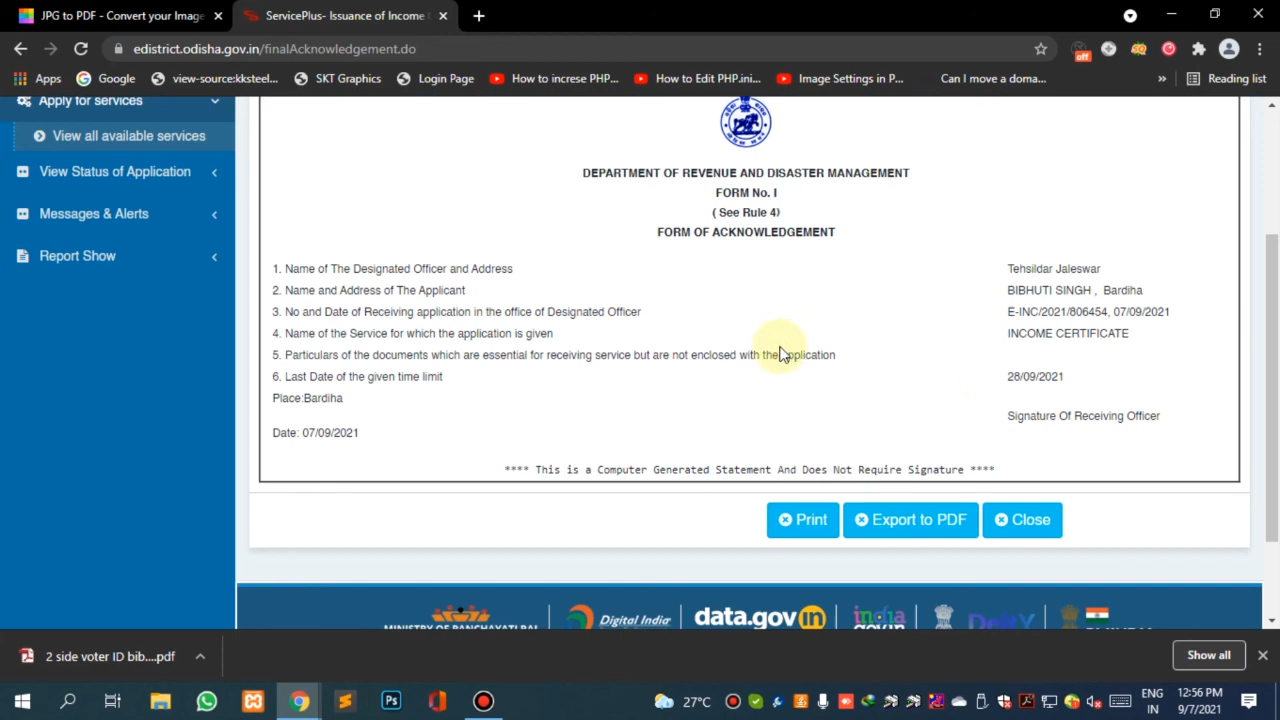 JPG to PDF - Convert your Image
ServicePlus- Issuance of Income
edistrict.odisha.gov.in/finalAcknowledgement.do
off
Apps
Google
view-source:kksteel...
SKT Graphics
Login Page
How to increse PHP...
How to Edit PHP.ini...
Image Settings in P...
Can I move a doma...
»
Reading list
Apply for services
View all available services
View Status of Application
Messages & Alerts
Report Show
DEPARTMENT OF REVENUE AND DISASTER MANAGEMENT
FORM No. I
( See Rule 4)
FORM OF ACKNOWLEDGEMENT
1. Name of The Designated Officer and Address Tehsildar Jaleswar
2. Name and Address of The Applicant BIBHUTI SINGH , Bardiha
3. No and Date of Receiving application in the office of Designated Officer E-INC/2021/806454, 07/09/2021
4. Name of the Service for which the application is given INCOME CERTIFICATE
5. Particulars of the documents which are essential for receiving service but are not enclosed with the application
6. Last Date of the given time limit 28/09/2021
Place:Bardiha
Signature Of Receiving Officer
Date: 07/09/2021
**** This is a Computer Generated Statement And Does Not Require Signature ****
Print
Export to PDF
Close
Digital India
data.gov in
india
2 side voter ID bib....pdf
Show all
Ps
27°C
ENG
IN
12:56 PM
9/7/2021